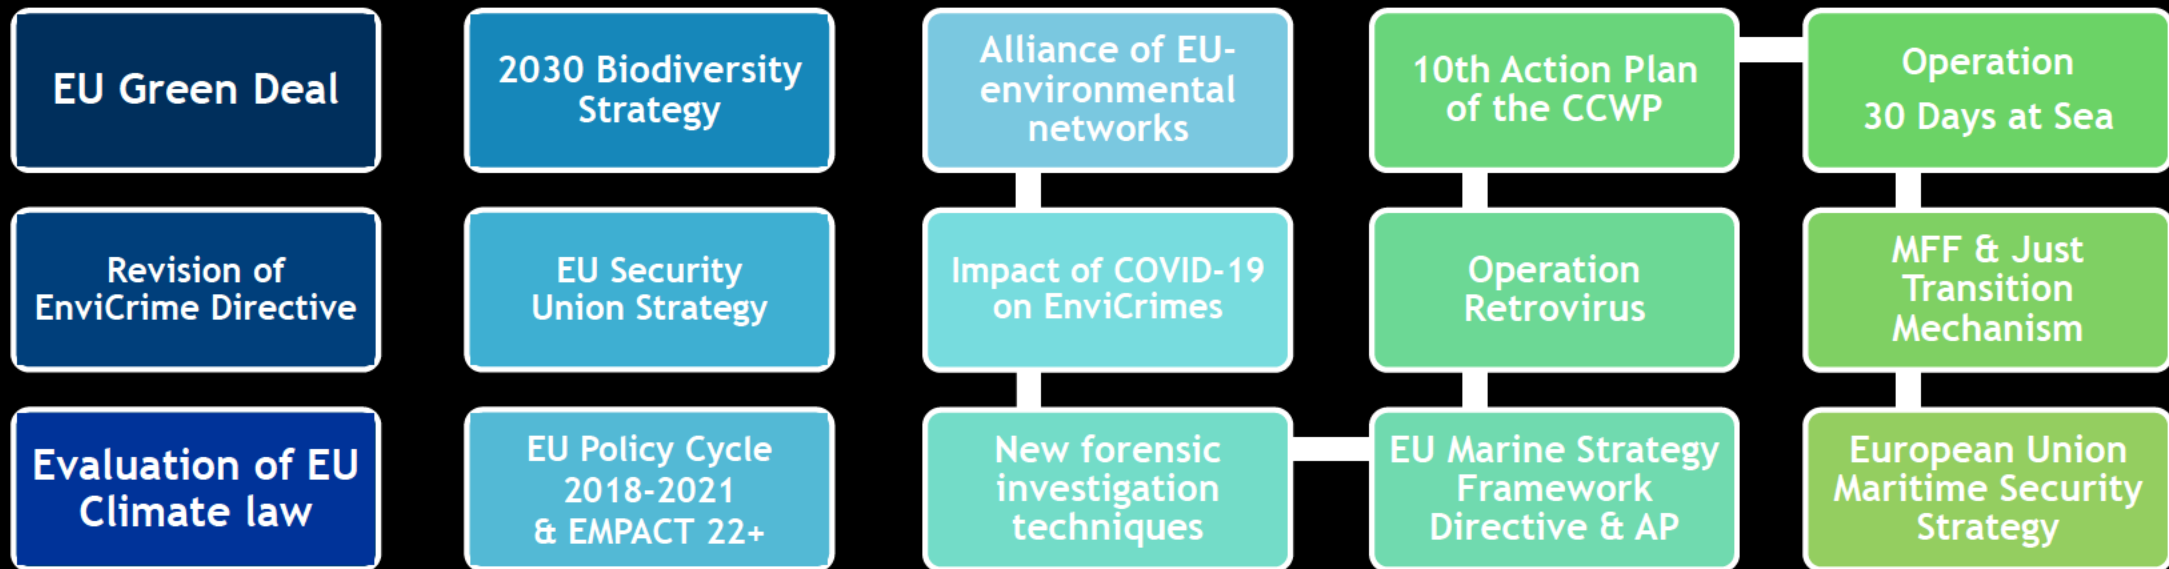 EU Green Deal
Revision of
EnviCrime Directive
Evaluation of EU
Climate law
2030 Biodiversity
Strategy
EU Security
Union Strategy
EU Policy Cycle
2018-2021
& EMPACT 22+
Alliance of EU-
environmental
networks
Impact of COVID-19
on EnviCrimes
New forensic
investigation
techniques
EU Marine Strategy
Framework
Directive & AP
Operation
Retrovirus
10th Action Plan
of the CCWP
Operation
30 Days at Sea
MFF & Just
Transition
Mechanism
European Union
Maritime Security
Strategy